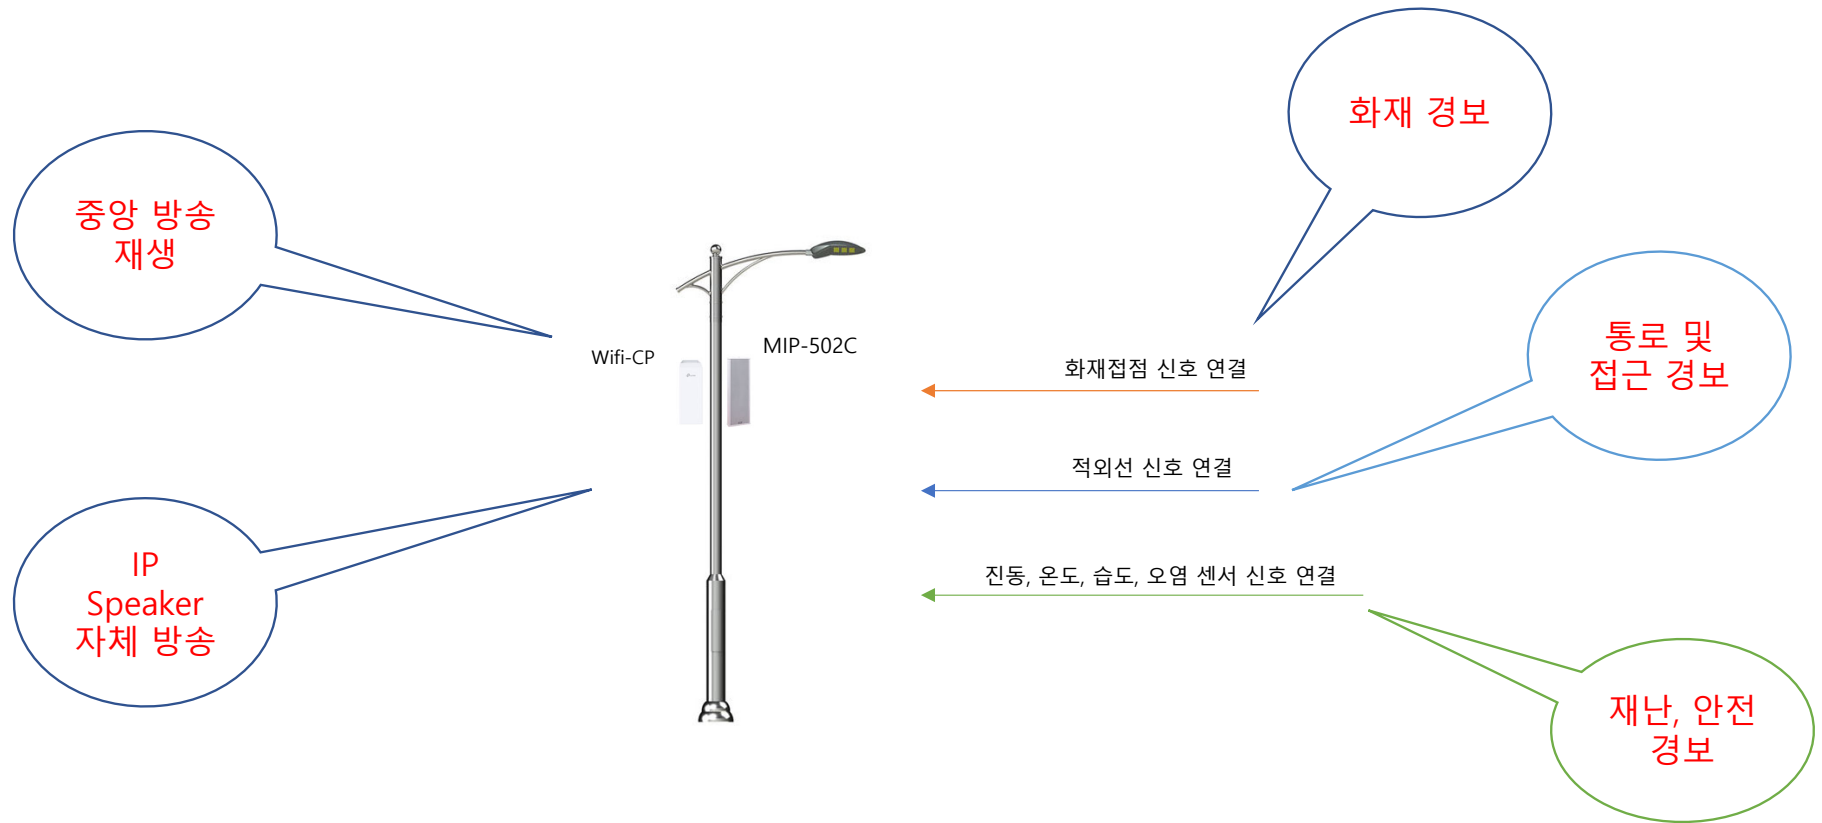 화재 경보
중앙 방송
재생
Wifi-CP
MIP-502C
화재접점 신호 연결
통로 및
접근 경보
적외선 신호 연결
IP
Speaker
자체 방송
진동, 온도, 습도, 오염 센서 신호 연결
재난, 안전
경보